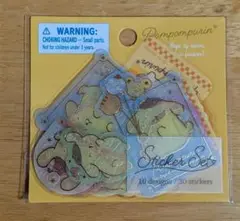 WARNING:
CHOKING HAZARD - Small parts.
Not for children under 3 years.
Pompompurin
Sticker Set
10 designs / 30 stickers